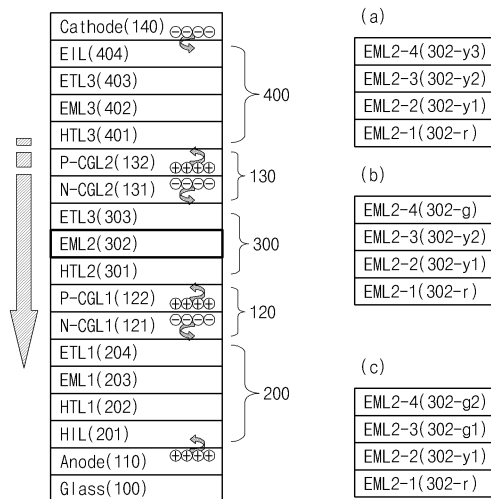 Cathode(140)
EIL(404)
ETL3(403)
EML3(402)
HTL3(401)
400
P-CGL2(132)
N-CGL2(131)
130
ETL3(303)
EML2(302)
HTL2(301)
300
P-CGL1(122)
N-CGL1(121)
120
ETL1(204)
EML1(203)
HTL1(202)
HIL(201)
200
Anode(110)
Glass(100)
(a)
EML2-4(302-y3)
EML2-3(302-y2)
EML2-2(302-y1)
EML2-1(302-r)
(b)
EML2-4(302-g)
EML2-3(302-y2)
EML2-2(302-y1)
EML2-1(302-r)
(c)
EML2-4(302-g2)
EML2-3(302-g1)
EML2-2(302-y1)
EML2-1(302-r)